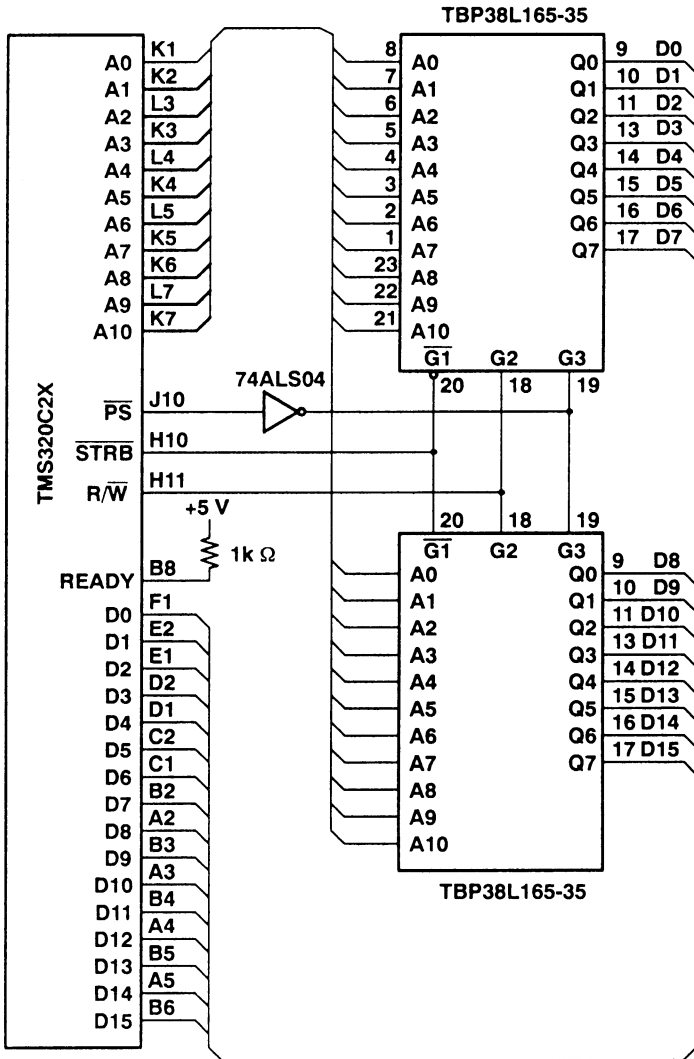 TBP38L165-35
A0 K1
A1 K2
A2 L3
A3 K3
A4 L4
A5 K4
A6 L5
A7 K5
A8 K6
A9 L7
A10 K7
8 A0 Q0 9 D0
7 A1 Q1 10 D1
6 A2 Q2 11 D2
5 A3 Q3 13 D3
4 A4 Q4 14 D4
3 A5 Q5 15 D5
2 A6 Q6 16 D6
1 A7 Q7 17 D7
23 A8
22 A9
21 A10
G̅1̅ G2 G3
20 18 19
74ALS04
P̅S̅ J10
S̅T̅R̅B̅ H10
R/W̅ H11
TMS320C2X
+5 V
1k Ω
READY B8
D0 F1
D1 E2
D2 E1
D3 D2
D4 D1
D5 C2
D6 C1
D7 B2
D8 A2
D9 B3
D10 A3
D11 B4
D12 A4
D13 B5
D14 A5
D15 B6
20 18 19
G̅1̅ G2 G3
A0 Q0 9 D8
A1 Q1 10 D9
A2 Q2 11 D10
A3 Q3 13 D11
A4 Q4 14 D12
A5 Q5 15 D13
A6 Q6 16 D14
A7 Q7 17 D15
A8
A9
A10
TBP38L165-35